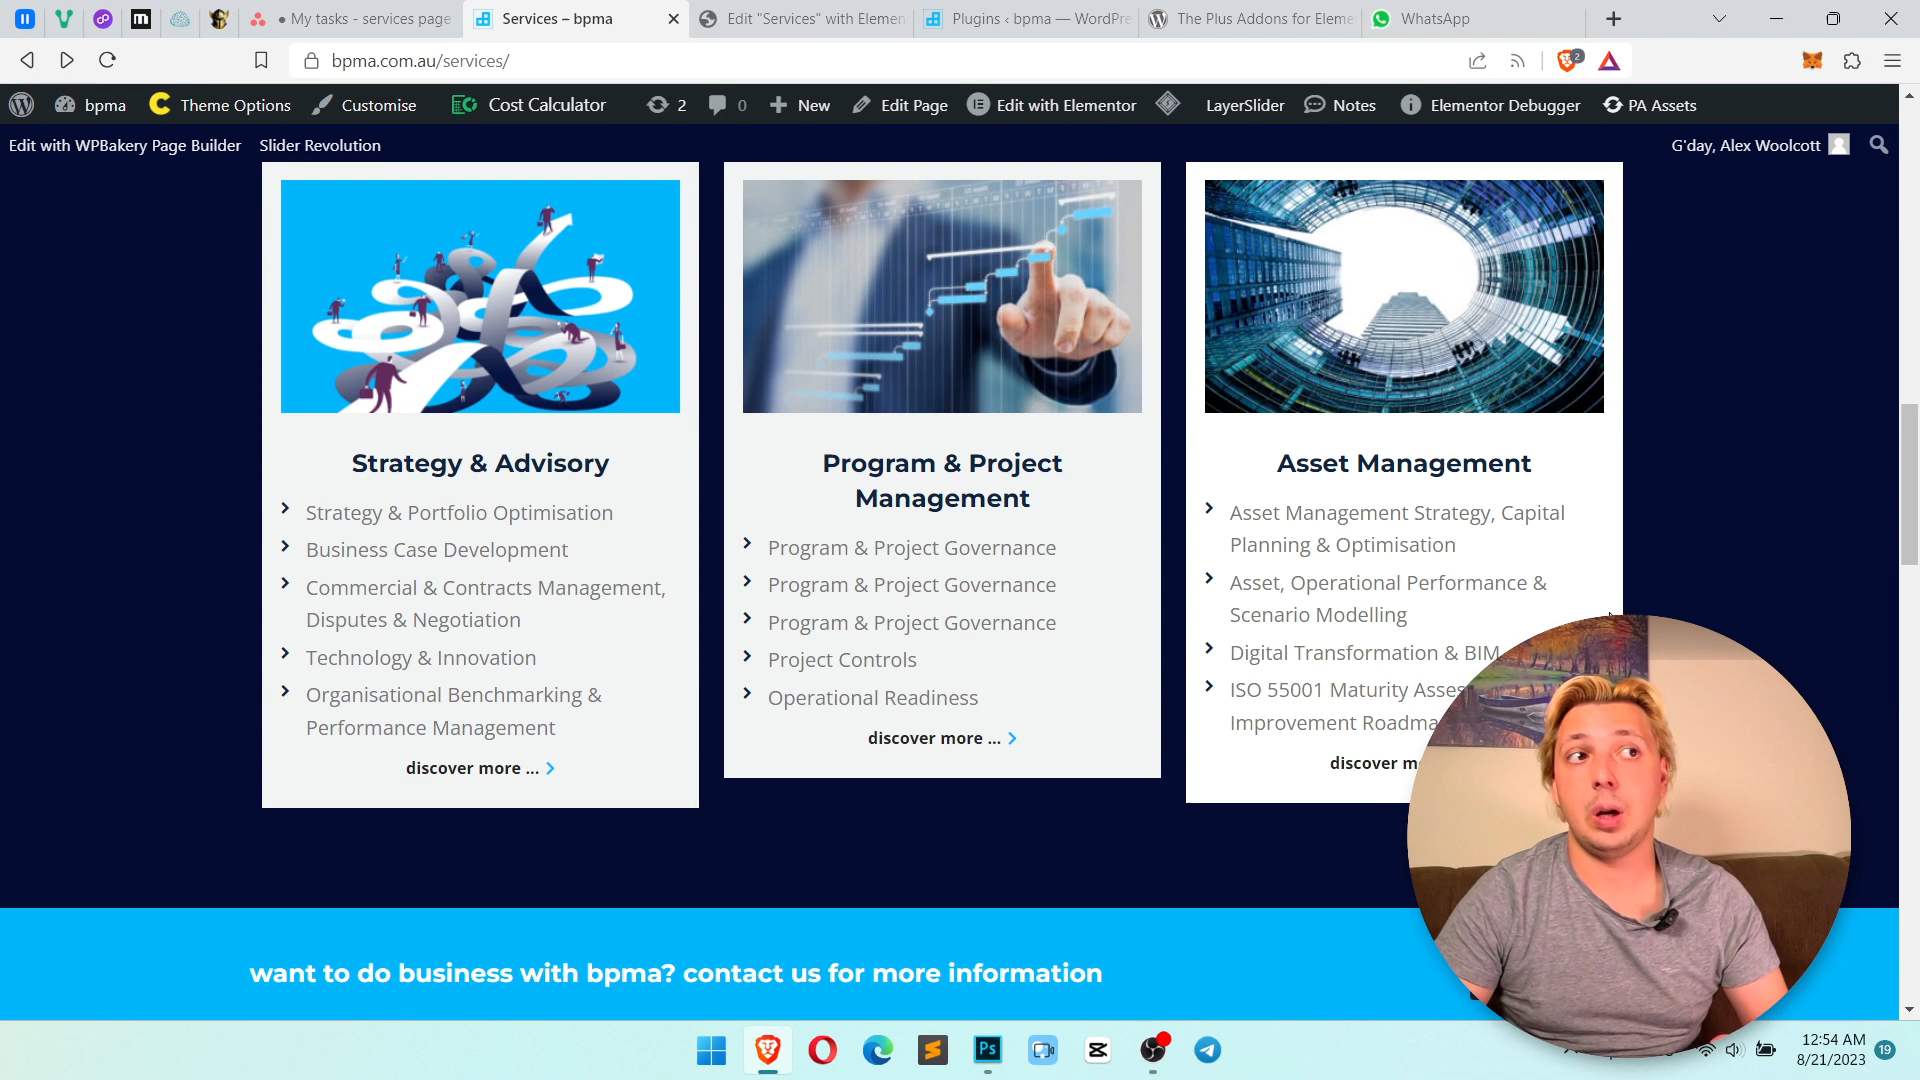 My tasks - services page
Services – bpma
Edit "Services" with Elemen
Plugins ‹ bpma — WordPre
The Plus Addons for Eleme
WhatsApp
bpma.com.au/services/
2
bpma
Theme Options
Customise
Cost Calculator
2
0
New
Edit Page
Edit with Elementor
LayerSlider
Notes
Elementor Debugger
PA Assets
Edit with WPBakery Page Builder
Slider Revolution
G'day, Alex Woolcott
Strategy & Advisory
Strategy & Portfolio Optimisation
Business Case Development
Commercial & Contracts Management,
Disputes & Negotiation
Technology & Innovation
Organisational Benchmarking &
Performance Management
discover more ...
Program & Project
Management
Program & Project Governance
Program & Project Governance
Program & Project Governance
Project Controls
Operational Readiness
discover more ...
Asset Management
Asset Management Strategy, Capital
Planning & Optimisation
Asset, Operational Performance &
Scenario Modelling
Digital Transformation & BIM
ISO 55001 Maturity Asses
Improvement Roadma
discover m
want to do business with bpma? contact us for more information
Ps
12:54 AM
8/21/2023
19